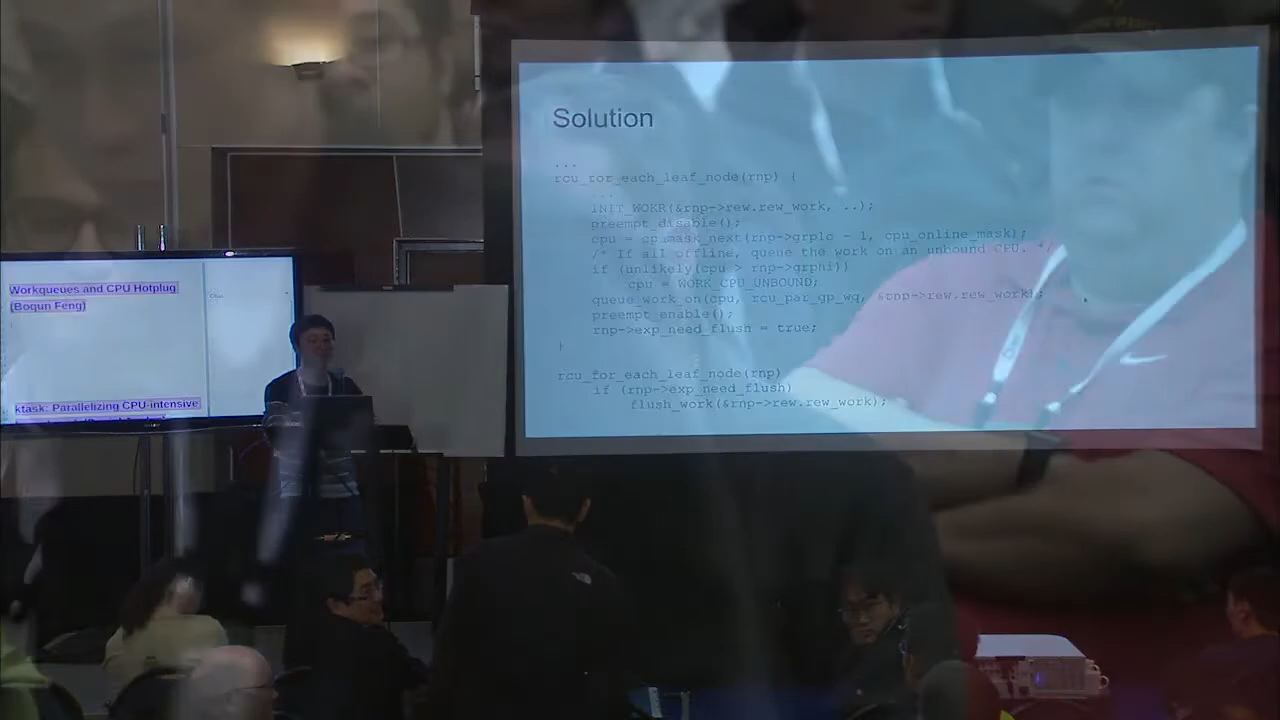 Workqueues and CPU Hotplug
(Boqun Feng)
ktask: Parallelizing CPU-intensive
Solution
...
rcu_for_each_leaf_node(rnp) {
...
INIT_WOKR(&rnp->rew.rew_work, ..);
preempt_disable();
cpu = cpumask_next(rnp->grplo - 1, cpu_online_mask);
/* If all offline, queue the work on an unbound CPU. */
if (unlikely(cpu > rnp->grphi))
cpu = WORK_CPU_UNBOUND;
queue_work_on(cpu, rcu_par_gp_wq, &rnp->rew.rew_work);
preempt_enable();
rnp->exp_need_flush = true;
}
rcu_for_each_leaf_node(rnp)
if (rnp->exp_need_flush)
flush_work(&rnp->rew.rew_work);